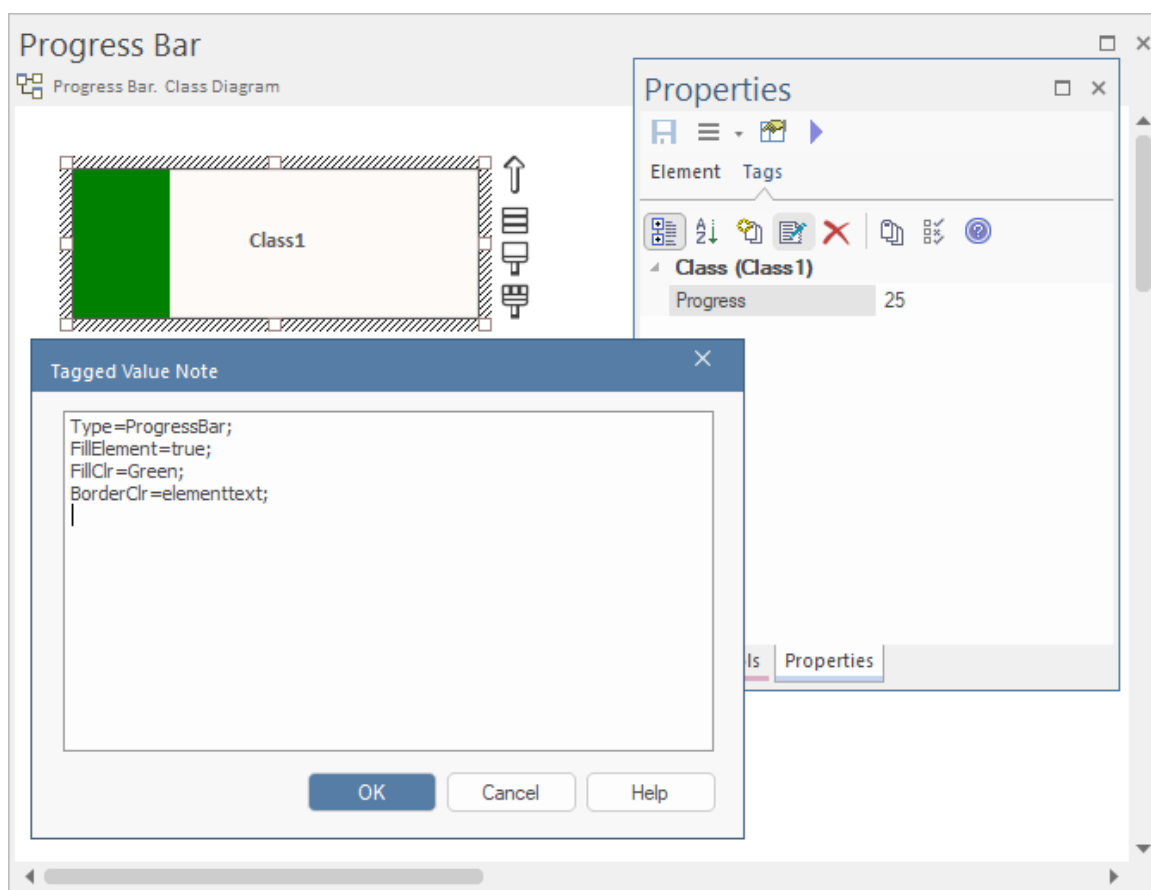 Progress Bar
Progress Bar. Class Diagram
Properties
Element Tags
Class (Class1)
Progress 25
Class1
Tagged Value Note
Type=ProgressBar;
FillElement=true;
FillClr=Green;
BorderClr=elementtext;
ls Properties
OK Cancel Help